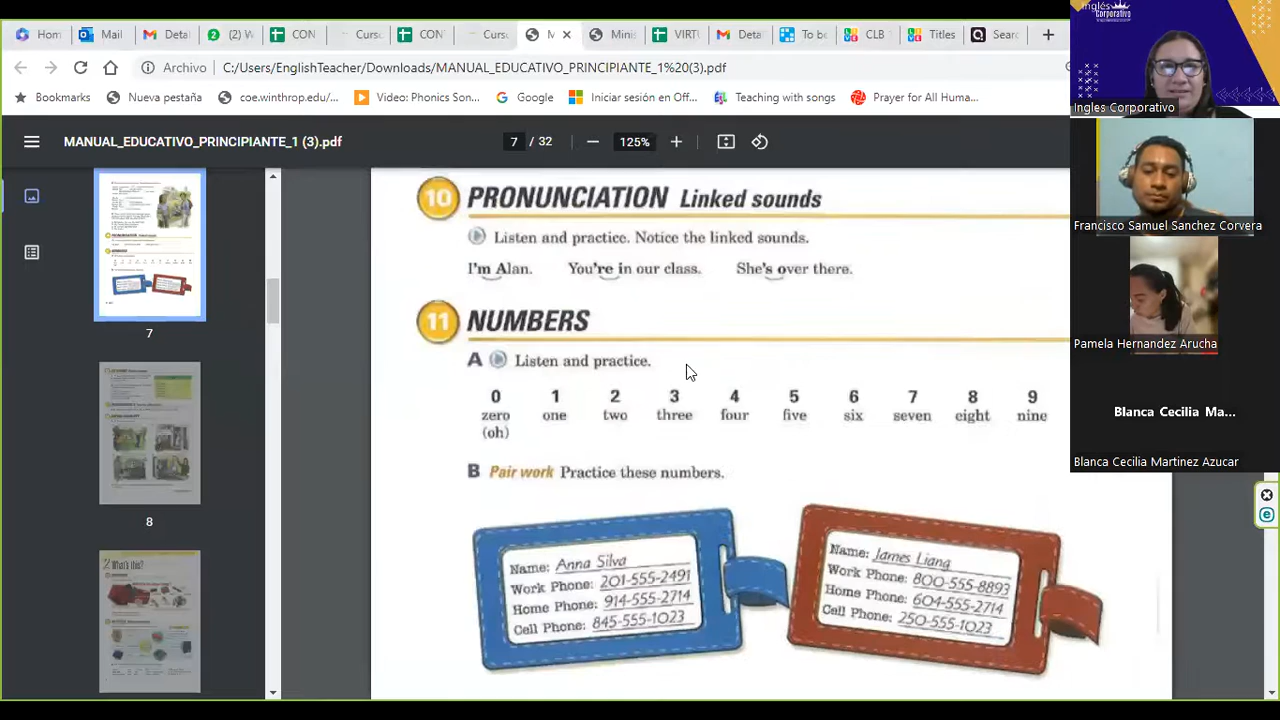 Hom
Mail
Deta
(2) W
CON
Curs
CON
Curs
M
Mini
VIRT
Deta
To be
CLB
Titles
Searc
Archivo
C:/Users/EnglishTeacher/Downloads/MANUAL_EDUCATIVO_PRINCIPIANTE_1%20(3).pdf
Bookmarks
Nueva pestaña
coe.winthrop.edu/...
Video: Phonics Son...
Google
Iniciar sesión en Off...
Teaching with songs
Prayer for All Huma...
MANUAL_EDUCATIVO_PRINCIPIANTE_1 (3).pdf
7 / 32
125%
7
8
2 What's this?
10 PRONUNCIATION Linked sounds
Listen and practice. Notice the linked sounds.
I'm Alan. You're in our class. She's over there.
11 NUMBERS
A Listen and practice.
0 1 2 3 4 5 6 7 8 9
zero one two three four five six seven eight nine
(oh)
B Pair work Practice these numbers.
Name: Anna Silva
Work Phone: 201-555-2491
Home Phone: 914-555-2714
Cell Phone: 845-555-1023
Name: James Liang
Work Phone: 800-555-8893
Home Phone: 604-555-2714
Cell Phone: 250-555-1023
Inglés
Corporativo
Ingles Corporativo
Francisco Samuel Sanchez Corvera
Pamela Hernandez Arucha
Blanca Cecilia Ma...
Blanca Cecilia Martinez Azucar